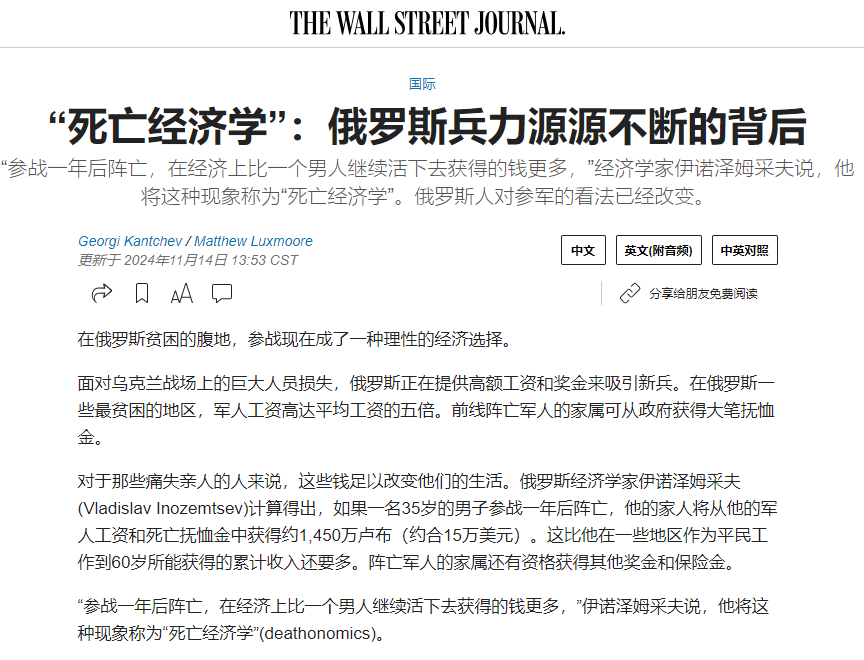 THE WALL STREET JOURNAL.
国际
“死亡经济学”：俄罗斯兵力源源不断的背后
“参战一年后阵亡，在经济上比一个男人继续活下去获得的钱更多，”经济学家伊诺泽姆采夫说，他
将这种现象称为“死亡经济学”。俄罗斯人对参军的看法已经改变。
Georgi Kantchev / Matthew Luxmoore
更新于 2024年11月14日 13:53 CST
中文 英文(附音频) 中英对照
AA 分享给朋友免费阅读
在俄罗斯贫困的腹地，参战现在成了一种理性的经济选择。
面对乌克兰战场上的巨大人员损失，俄罗斯正在提供高额工资和奖金来吸引新兵。在俄罗斯一
些最贫困的地区，军人工资高达平均工资的五倍。前线阵亡军人的家属可从政府获得大笔抚恤
金。
对于那些痛失亲人的人来说，这些钱足以改变他们的生活。俄罗斯经济学家伊诺泽姆采夫
(Vladislav Inozemtsev)计算得出，如果一名35岁的男子参战一年后阵亡，他的家人将从他的军
人工资和死亡抚恤金中获得约1,450万卢布（约合15万美元）。这比他在一些地区作为平民工
作到60岁所能获得的累计收入还要多。阵亡军人的家属还有资格获得其他奖金和保险金。
“参战一年后阵亡，在经济上比一个男人继续活下去获得的钱更多，”伊诺泽姆采夫说，他将这
种现象称为“死亡经济学”(deathonomics)。